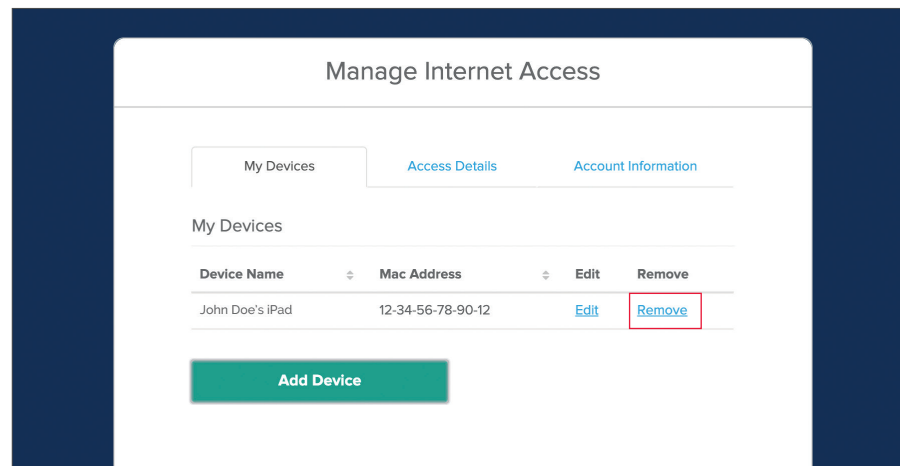 Manage Internet Access
My Devices Access Details Account Information
My Devices
Device Name Mac Address Edit Remove
John Doe's iPad 12-34-56-78-90-12 Edit Remove
Add Device